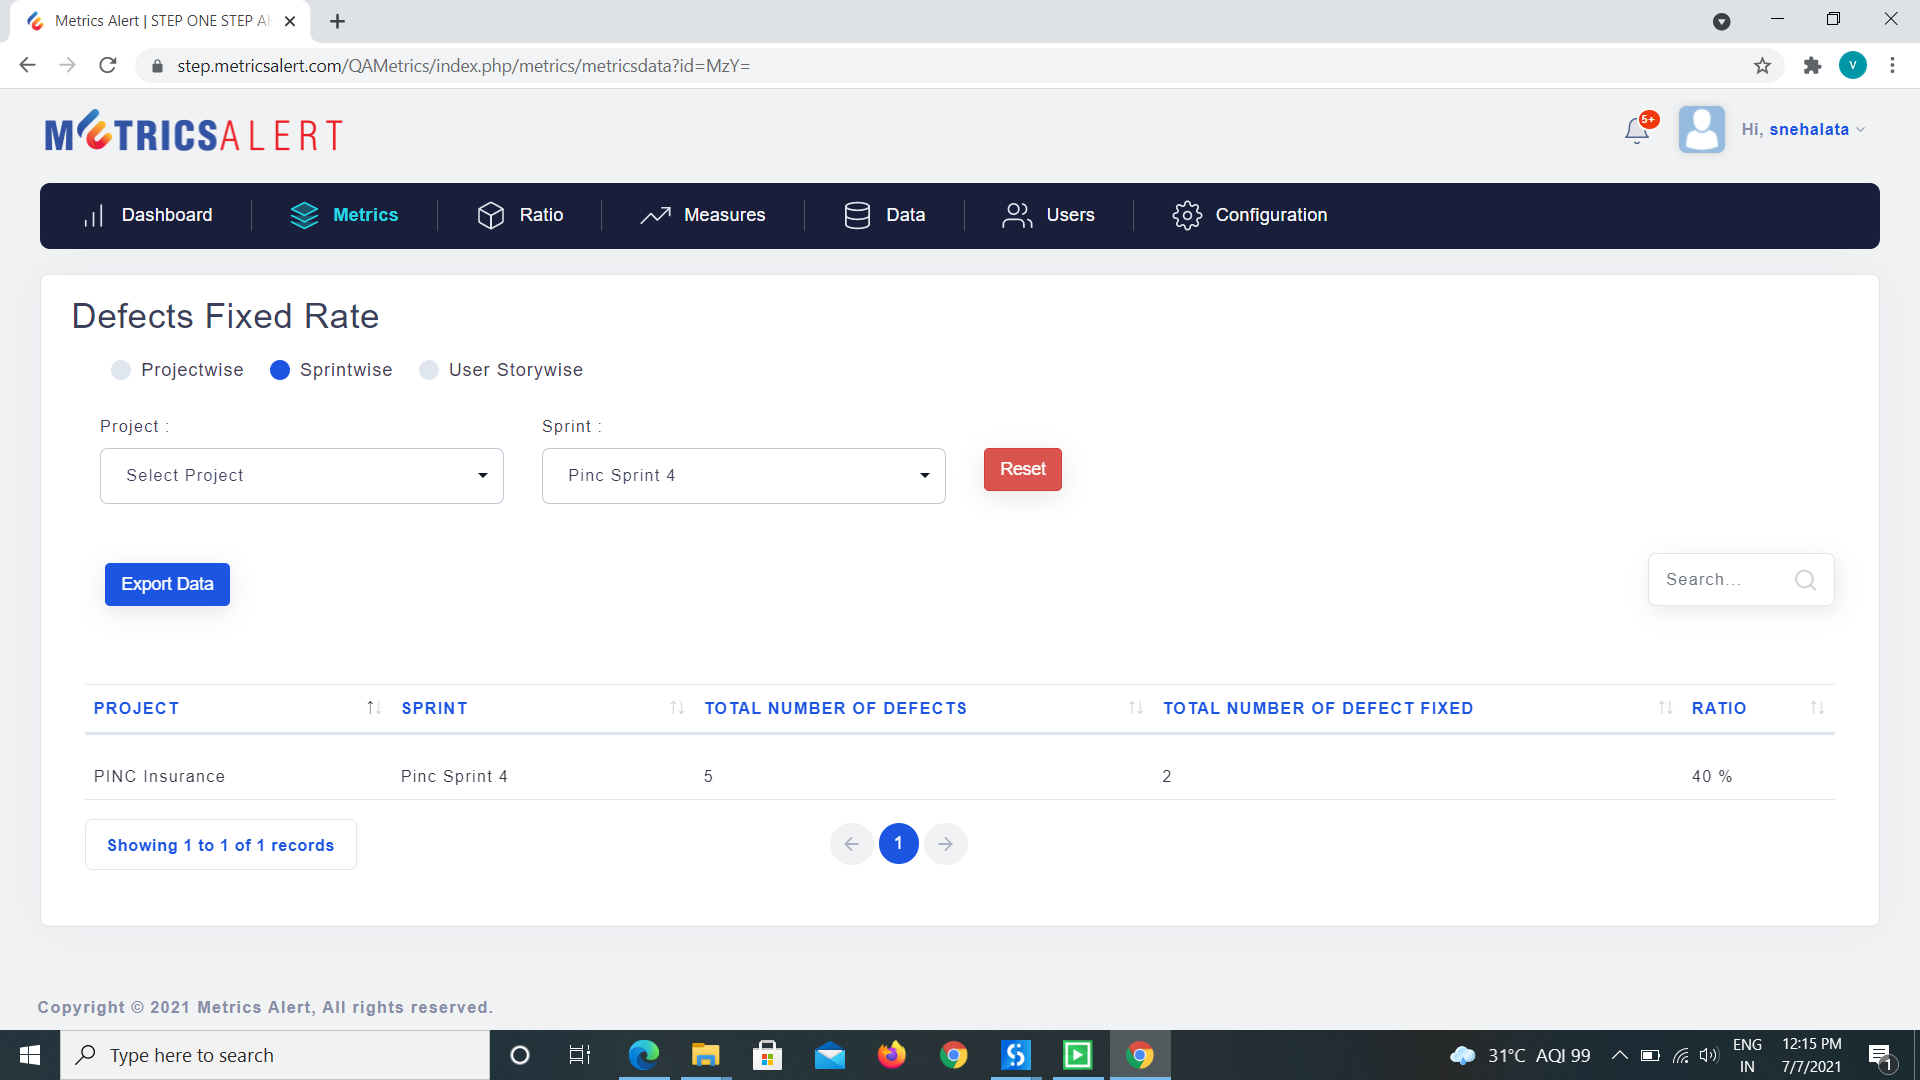 Metrics Alert | STEP ONE STEP AH
step.metricsalert.com/QAMetrics/index.php/metrics/metricsdata?id=MzY=
V
METRICSALERT
5+
Hi, snehalata
Dashboard
Metrics
Ratio
Measures
Data
Users
Configuration
Defects Fixed Rate
Projectwise
Sprintwise
User Storywise
Project :
Sprint :
Select Project
Pinc Sprint 4
Reset
Export Data
Search...
PROJECT SPRINT TOTAL NUMBER OF DEFECTS TOTAL NUMBER OF DEFECT FIXED RATIO
PINC Insurance Pinc Sprint 4 5 2 40 %
Showing 1 to 1 of 1 records
1
Copyright © 2021 Metrics Alert, All rights reserved.
Type here to search
31°C AQI 99
ENG
IN
12:15 PM
7/7/2021
1